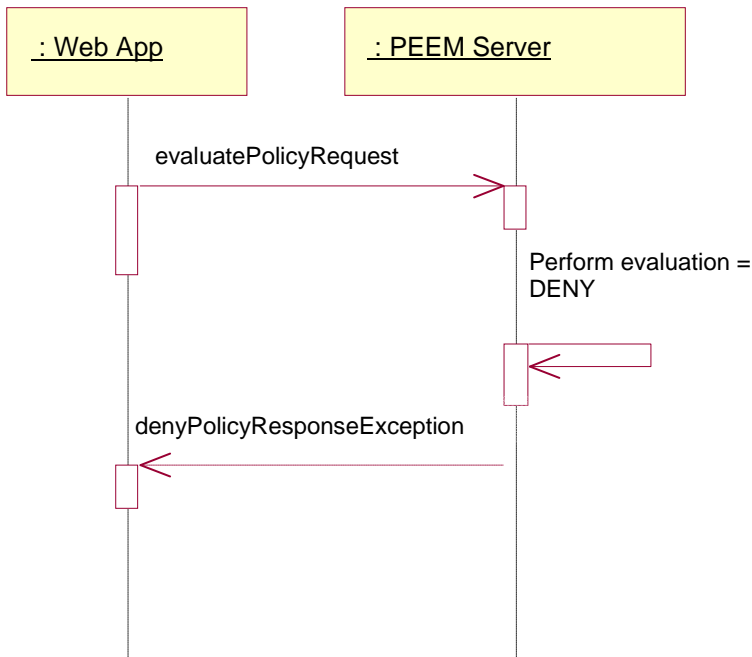 : Web App
: PEEM Server
evaluatePolicyRequest
Perform evaluation =
DENY
denyPolicyResponseException